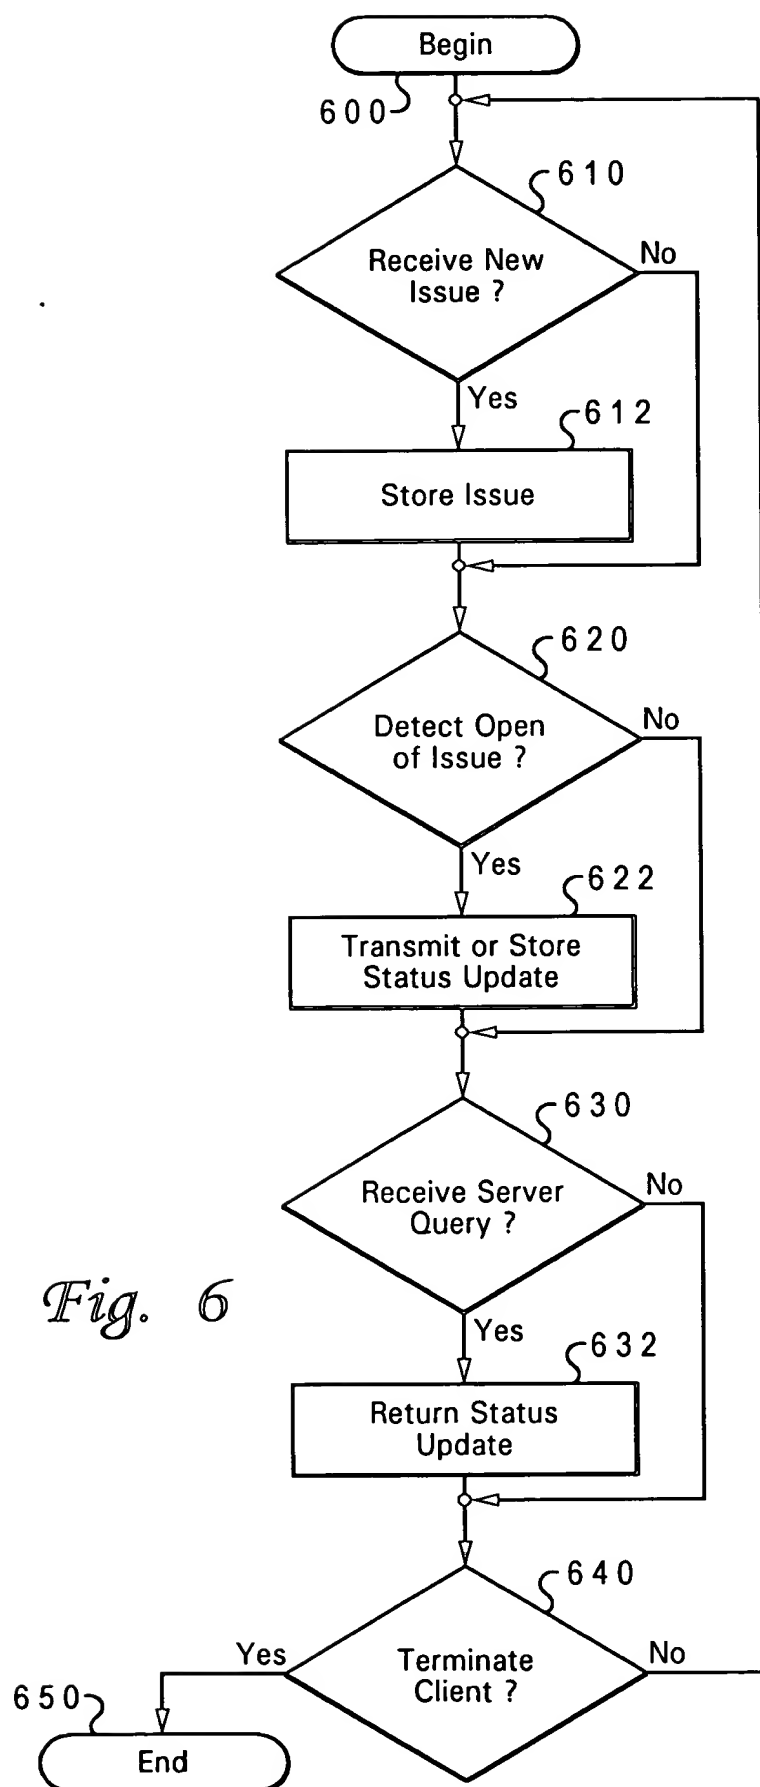 Begin
600
610
Receive New
Issue ?
No
Yes
612
Store Issue
620
Detect Open
of Issue ?
No
Yes
622
Transmit or Store
Status Update
630
Receive Server
Query ?
No
Fig. 6
Yes
632
Return Status
Update
640
Yes
Terminate
Client ?
No
650
End